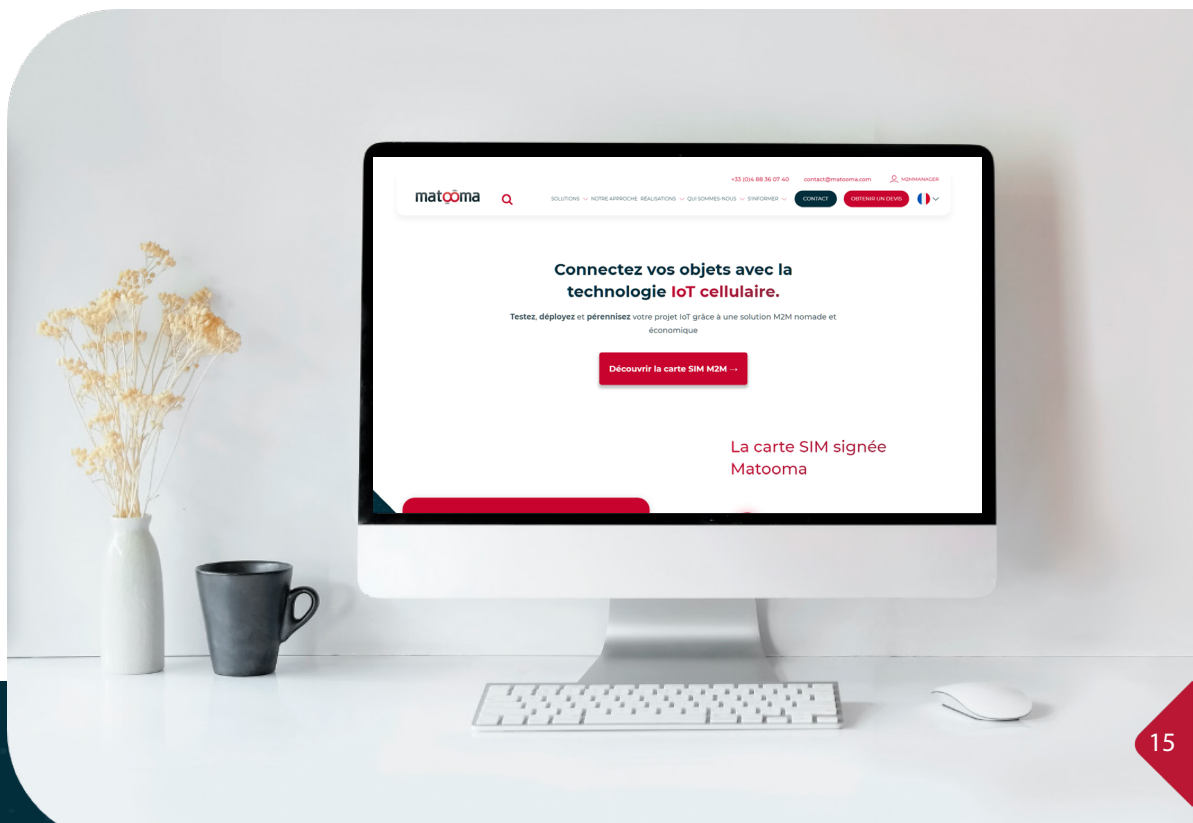 +33 (0)4 88 36 07 40 contact@matooma.com M2MMANAGER
matooma
SOLUTIONS NOTRE APPROCHE RÉALISATIONS QUI SOMMES-NOUS S'INFORMER CONTACT OBTENIR UN DEVIS
Connectez vos objets avec la
technologie IoT cellulaire.
Testez, déployez et pérennisez votre projet IoT grâce à une solution M2M nomade et
économique
Découvrir la carte SIM M2M →
La carte SIM signée
Matooma
15